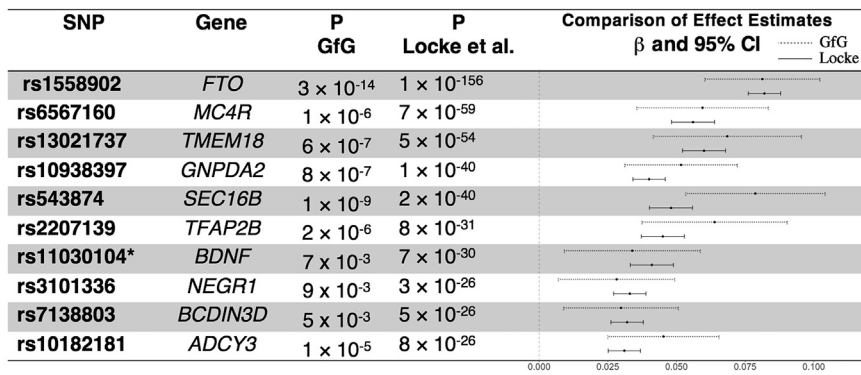 SNP Gene P GfG P Locke et al. Comparison of Effect Estimates β and 95% CI
GfG
Locke
rs1558902 FTO 3 × 10⁻¹⁴ 1 × 10⁻¹⁵⁶
rs6567160 MC4R 1 × 10⁻⁶ 7 × 10⁻⁵⁹
rs13021737 TMEM18 6 × 10⁻⁷ 5 × 10⁻⁵⁴
rs10938397 GNPDA2 8 × 10⁻⁷ 1 × 10⁻⁴⁰
rs543874 SEC16B 1 × 10⁻⁹ 2 × 10⁻⁴⁰
rs2207139 TFAP2B 2 × 10⁻⁶ 8 × 10⁻³¹
rs11030104* BDNF 7 × 10⁻³ 7 × 10⁻³⁰
rs3101336 NEGR1 9 x 10⁻³ 3 × 10⁻²⁶
rs7138803 BCDIN3D 5 × 10⁻³ 5 × 10⁻²⁶
rs10182181 ADCY3 1 × 10⁻⁵ 8 × 10⁻²⁶
0.000 0.025 0.050 0.075 0.100